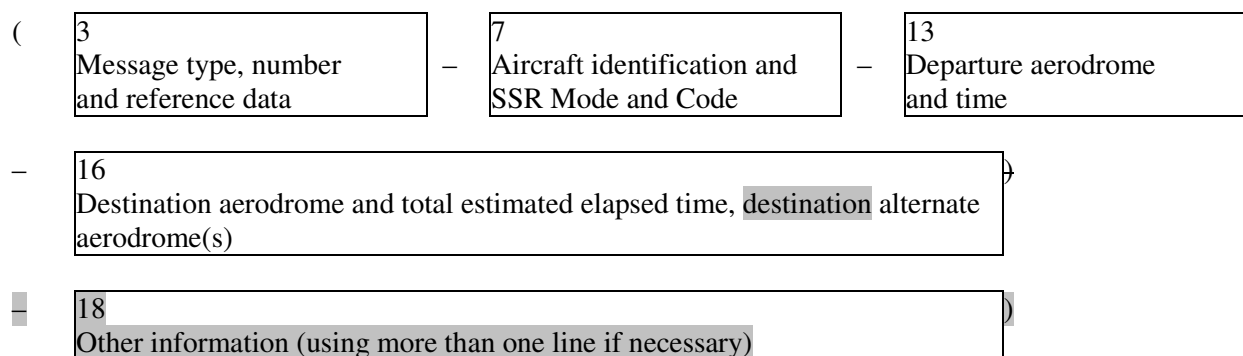 ( 3 7 13
Message type, number – Aircraft identification and – Departure aerodrome
and reference data SSR Mode and Code and time
– 16 )
Destination aerodrome and total estimated elapsed time, destination alternate
aerodrome(s)
– 18 )
Other information (using more than one line if necessary)